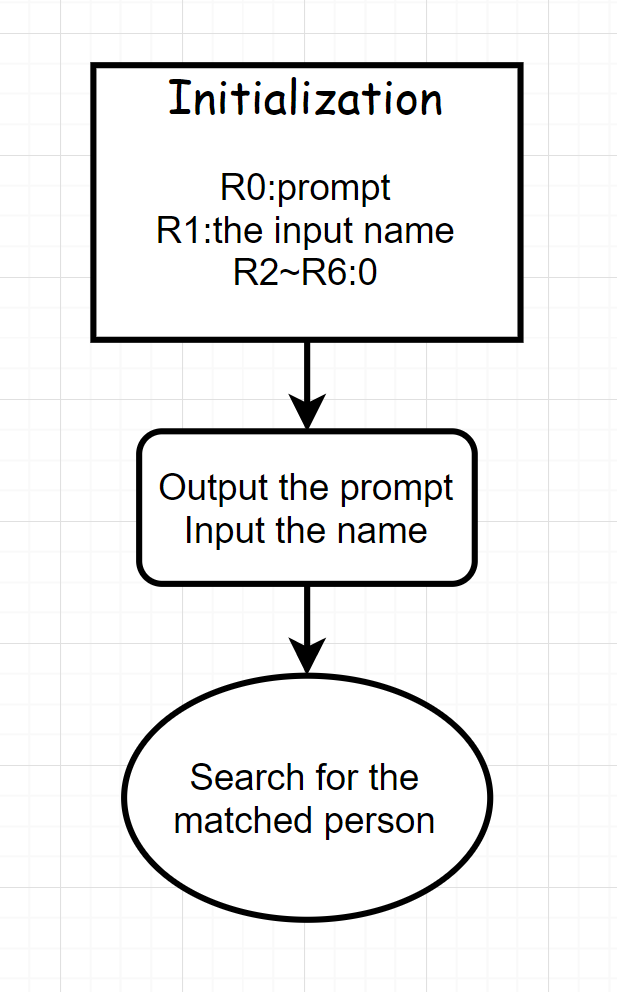 Initialization
R0:prompt
R1:the input name
R2~R6:0
Output the prompt
Input the name
Search for the
matched person